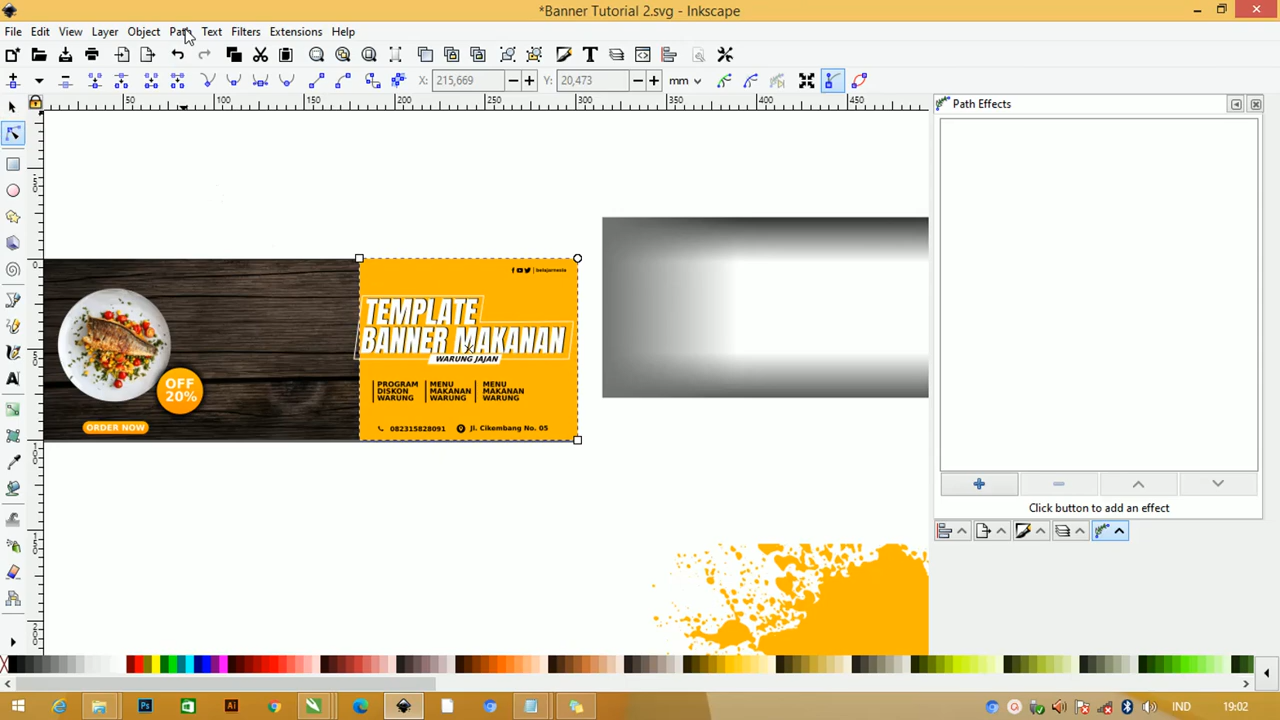 *Banner Tutorial 2.svg - Inkscape
File Edit View Layer Object Path Text Filters Extensions Help
X: 215,669 Y: 20,473 mm
50 100 150 200 250 300 350 400 450
Path Effects
belajarnesia
TEMPLATE
BANNER MAKANAN
WARUNG JAJAN
OFF
20%
PROGRAM
DISKON
WARUNG
MENU
MAKANAN
WARUNG
MENU
MAKANAN
WARUNG
ORDER NOW
082315828091
Jl. Cikembang No. 05
Click button to add an effect
Ps
Ai
IND
19:02